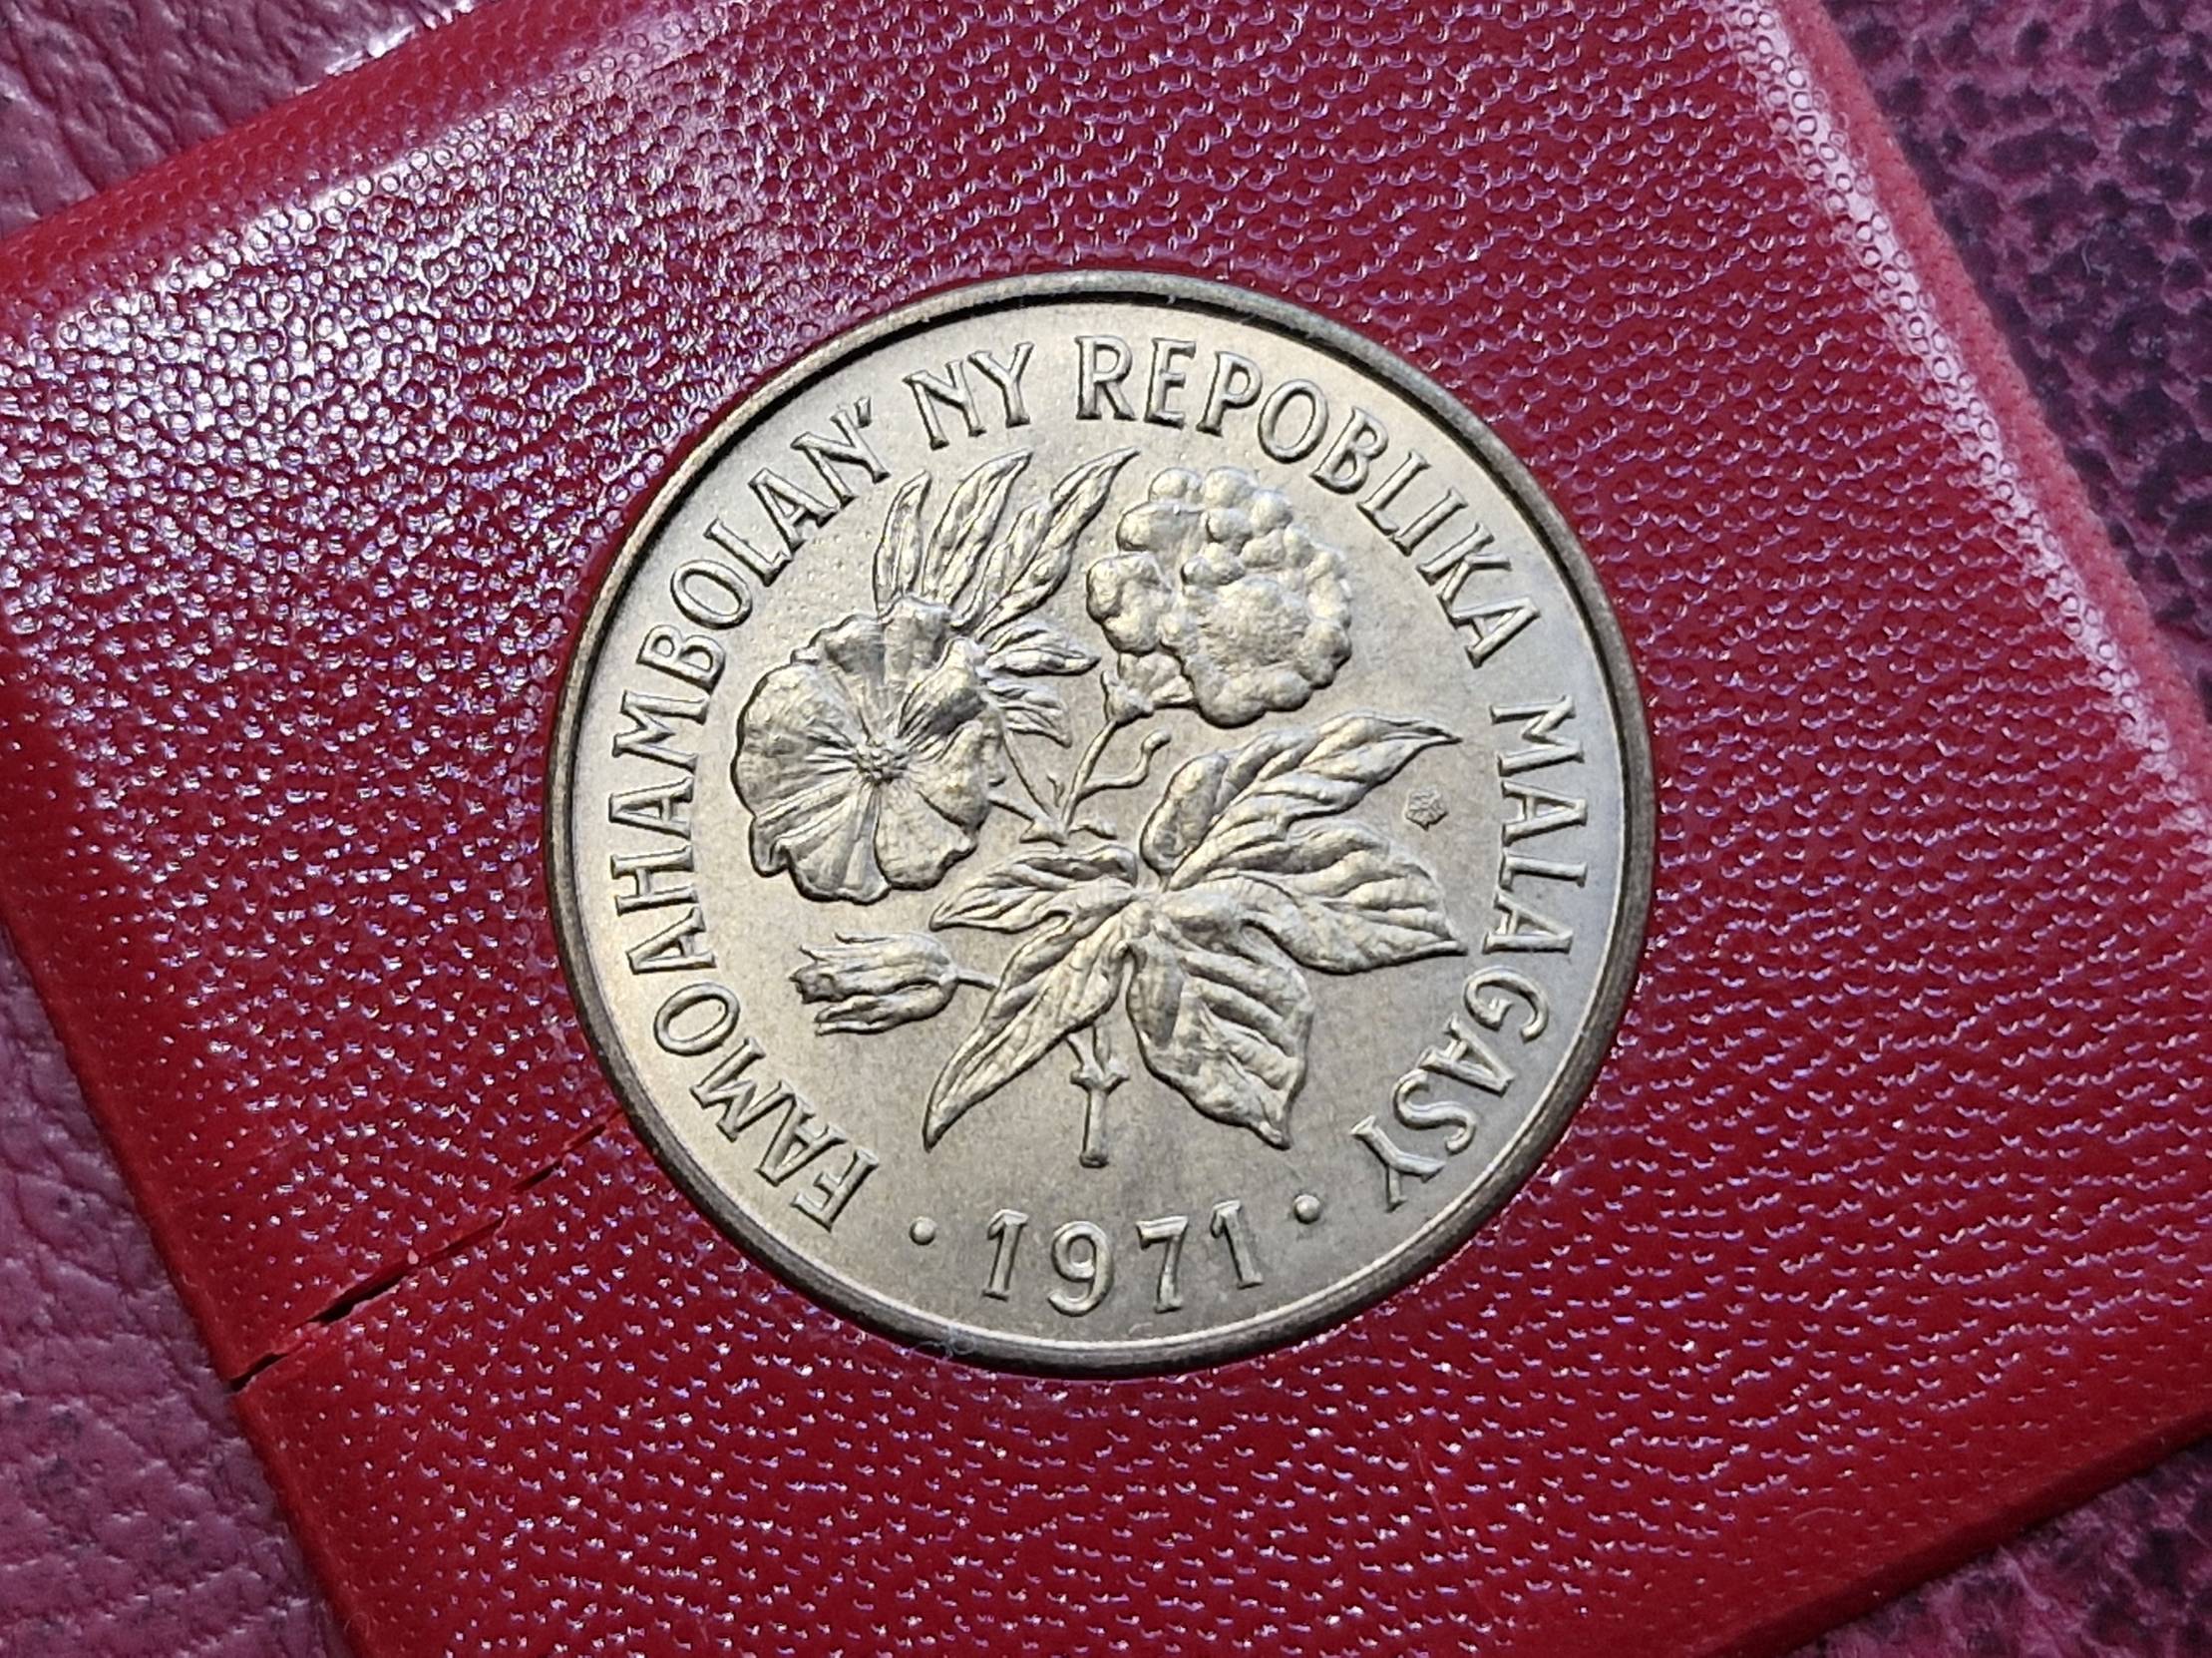 FAMOAHAMBOLAN' NY REPOBLIKA MALAGASY
• 1971 •